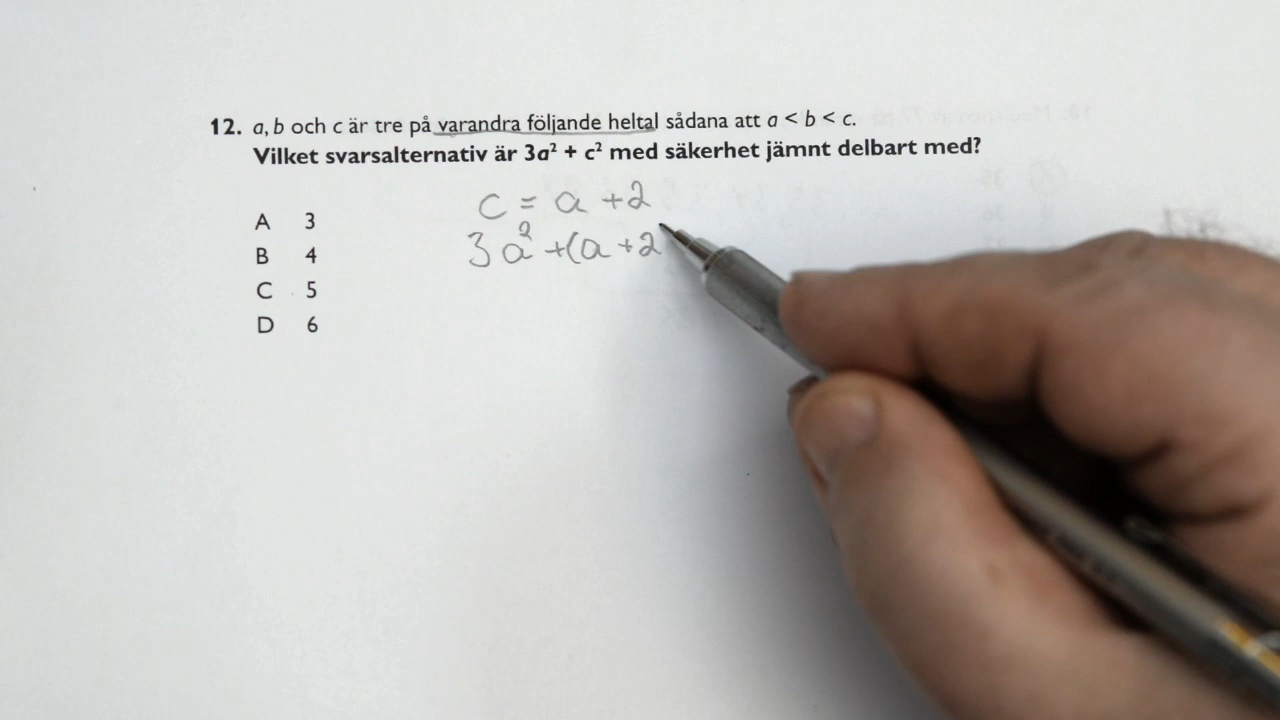 12. a, b och c är tre på varandra följande heltal sådana att a < b < c.
Vilket svarsalternativ är 3a² + c² med säkerhet jämnt delbart med?
c = a + 2
3a² + (a + 2
A 3
B 4
C 5
D 6